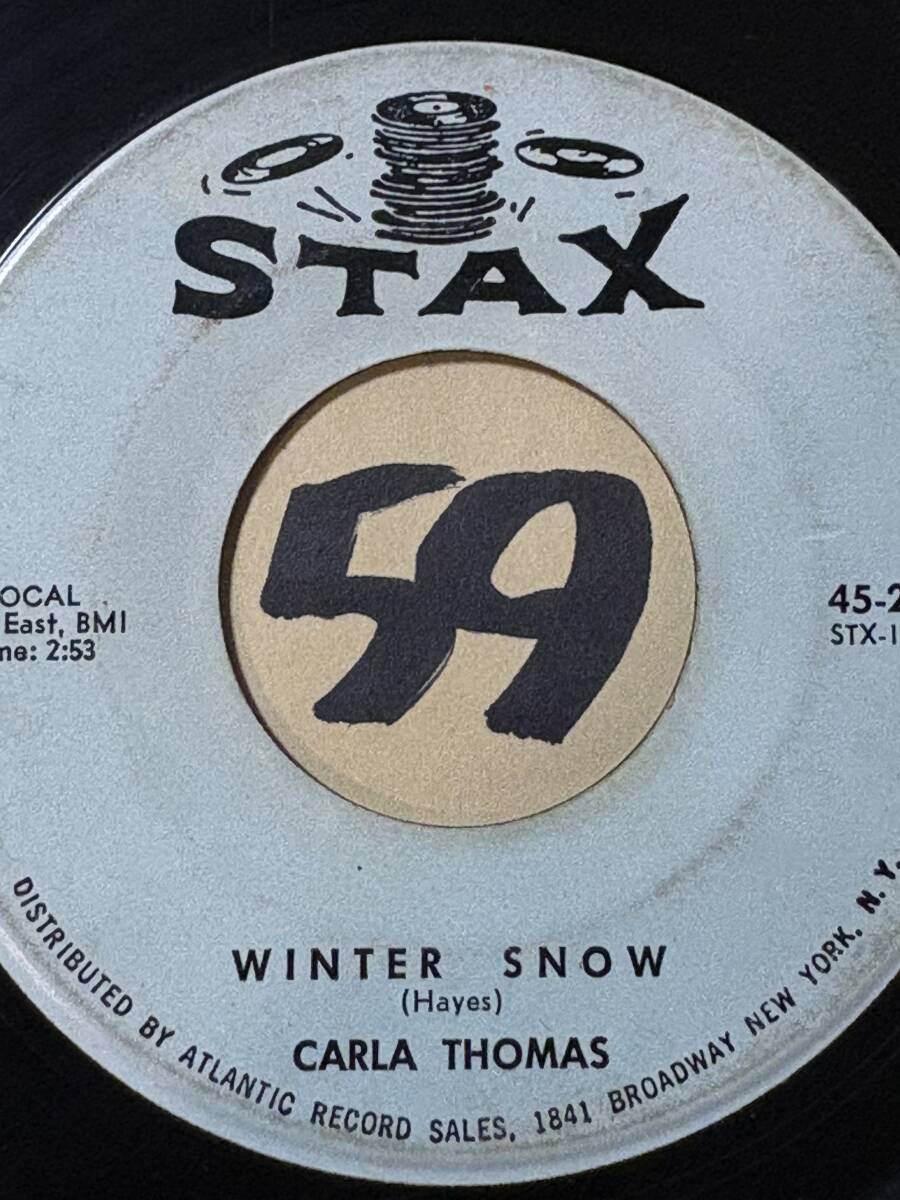 STAX
59
OCAL
East, BMI
me: 2:53
45-2
STX-1
WINTER SNOW
(Hayes)
CARLA THOMAS
DISTRIBUTED BY ATLANTIC RECORD SALES, 1841 BROADWAY NEW YORK, N.Y.